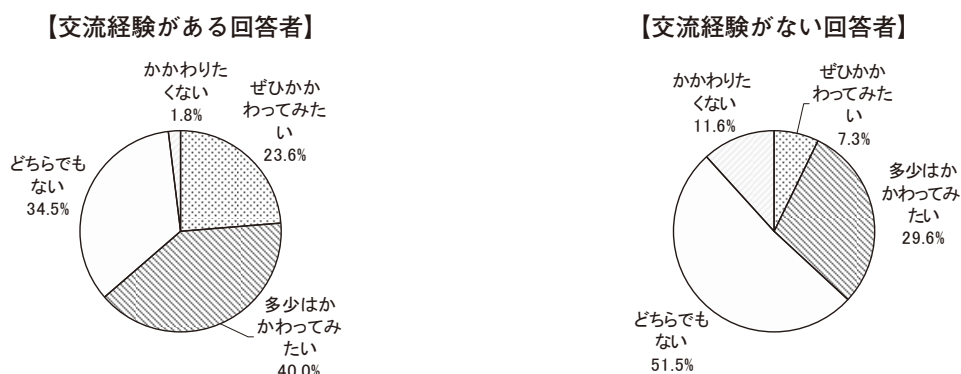 【交流経験がある回答者】
かかわりた
くない
1.8%
ぜひかか
わってみた
い
23.6%
どちらでも
ない
34.5%
多少はか
かわってみ
たい
40.0%
【交流経験がない回答者】
かかわりた
くない
11.6%
ぜひかか
わってみた
い
7.3%
多少はか
かわってみ
たい
29.6%
どちらでも
ない
51.5%